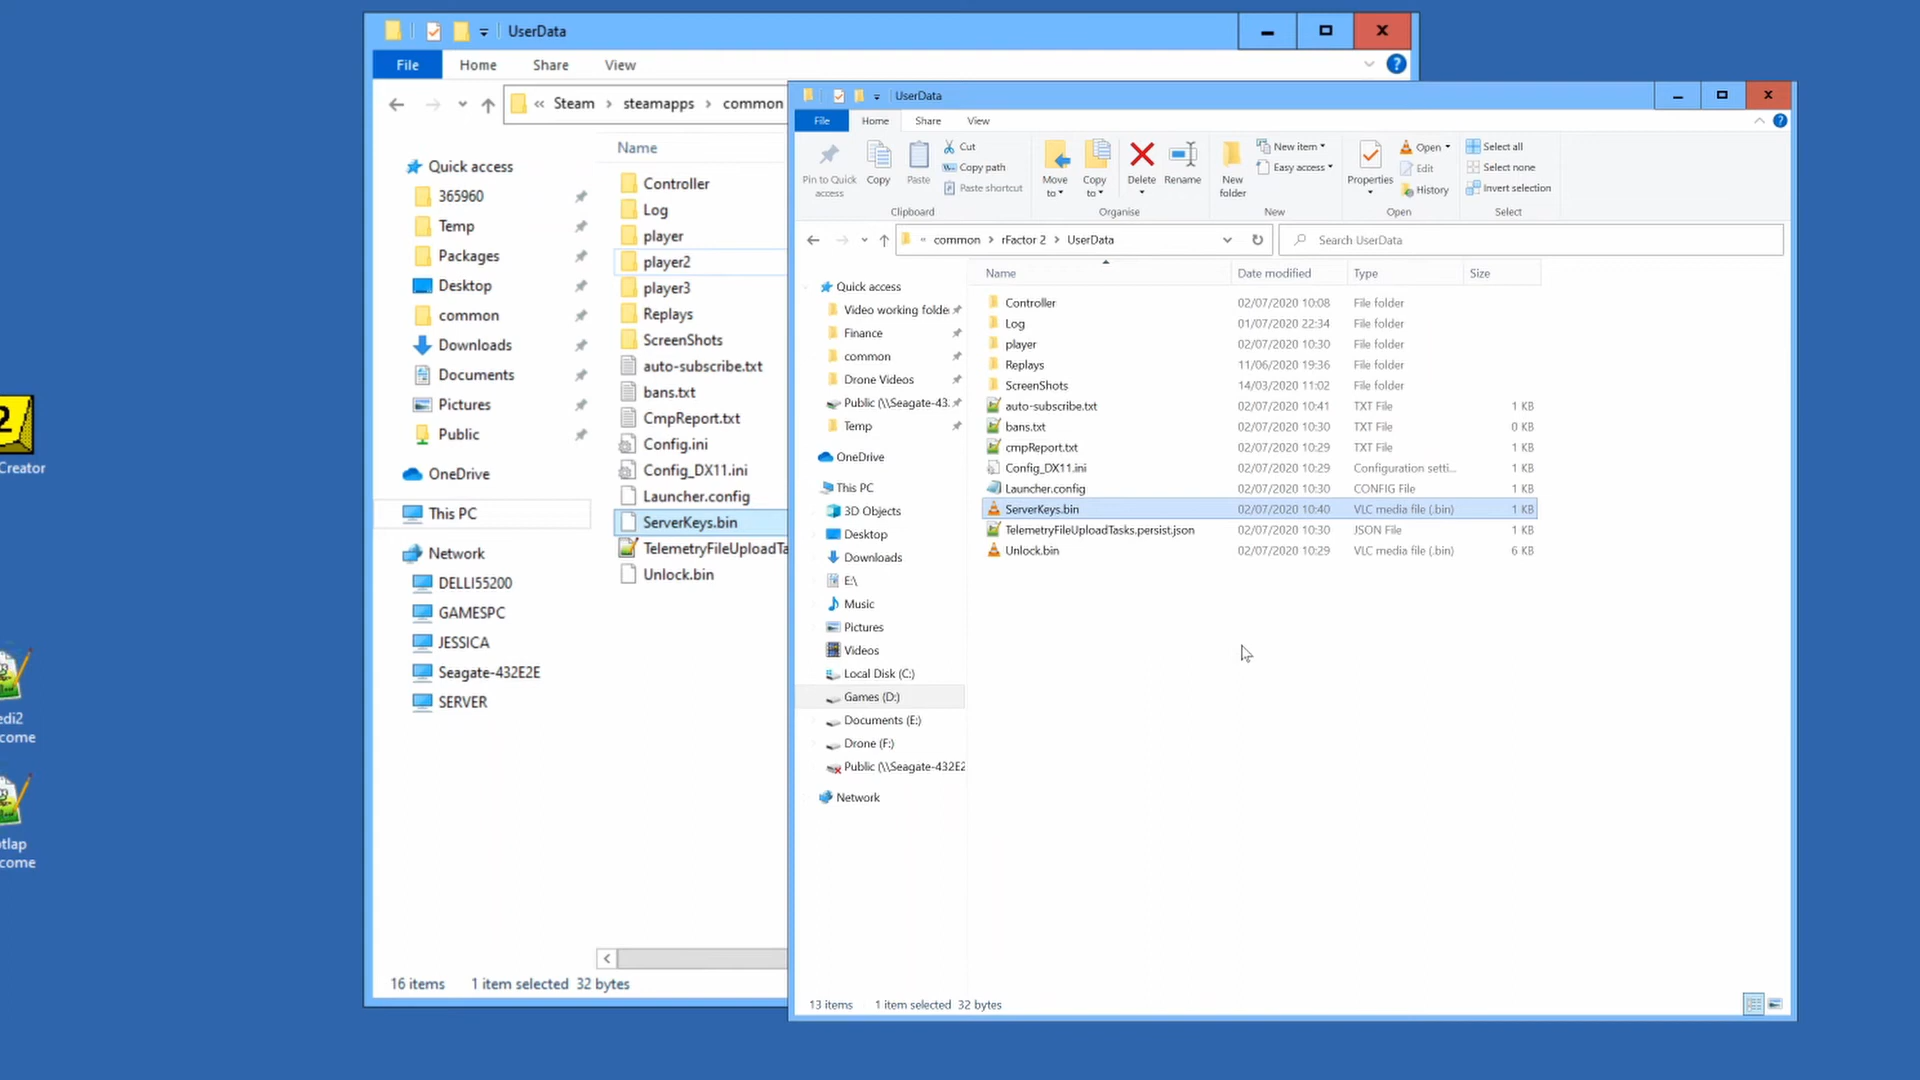 UserData
File Home Share View
« Steam > steamapps > common
Name
Quick access
365960
Temp
Packages
Desktop
common
Downloads
Documents
Pictures
Public
OneDrive
This PC
Network
DELLI55200
GAMESPC
JESSICA
Seagate-432E2E
SERVER
Controller
Log
player
player2
player3
Replays
ScreenShots
auto-subscribe.txt
bans.txt
CmpReport.txt
Config.ini
Config_DX11.ini
Launcher.config
ServerKeys.bin
TelemetryFileUploadTa
Unlock.bin
16 items 1 item selected 32 bytes
2
Creator
edi2
come
otlap
come
UserData
File Home Share View
Pin to Quick access
Copy
Paste
Cut
Copy path
Paste shortcut
Clipboard
Move to
Copy to
Delete
Rename
Organise
New folder
New item
Easy access
New
Properties
Open
Edit
History
Open
Select all
Select none
Invert selection
Select
« common > rFactor 2 > UserData
Search UserData
Name Date modified Type Size
Quick access
Video working folde
Finance
common
Drone Videos
Public (\\Seagate-43.
Temp
OneDrive
This PC
3D Objects
Desktop
Downloads
E:\
Music
Pictures
Videos
Local Disk (C:)
Games (D:)
Documents (E:)
Drone (F:)
Public (\\Seagate-432E2
Network
Controller 02/07/2020 10:08 File folder
Log 01/07/2020 22:34 File folder
player 02/07/2020 10:30 File folder
Replays 11/06/2020 19:36 File folder
ScreenShots 14/03/2020 11:02 File folder
auto-subscribe.txt 02/07/2020 10:41 TXT File 1 KB
bans.txt 02/07/2020 10:30 TXT File 0 KB
cmpReport.txt 02/07/2020 10:29 TXT File 1 KB
Config_DX11.ini 02/07/2020 10:29 Configuration setti... 1 KB
Launcher.config 02/07/2020 10:30 CONFIG File 1 KB
ServerKeys.bin 02/07/2020 10:40 VLC media file (.bin) 1 KB
TelemetryFileUploadTasks.persist.json 02/07/2020 10:30 JSON File 1 KB
Unlock.bin 02/07/2020 10:29 VLC media file (.bin) 6 KB
13 items 1 item selected 32 bytes